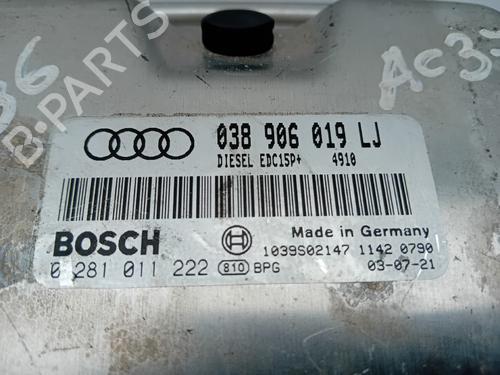 36
AC3
B-PARTS
038 906 019 LJ
DIESEL EDC15P+ 4910
BOSCH
Made in Germany
1039S02147 1142 0790
0 281 011 222 810 BPG 03-07-21